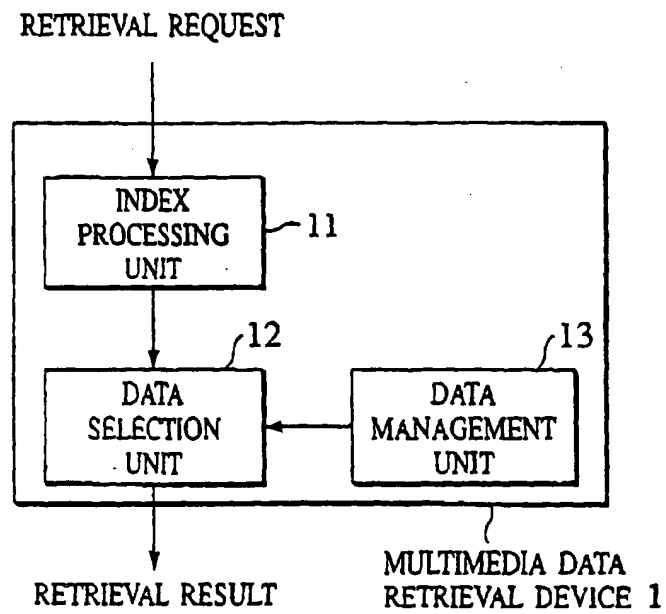 RETRIEVAL REQUEST
INDEX
PROCESSING
UNIT
11
12
13
DATA
SELECTION
UNIT
DATA
MANAGEMENT
UNIT
RETRIEVAL RESULT
MULTIMEDIA DATA
RETRIEVAL DEVICE 1